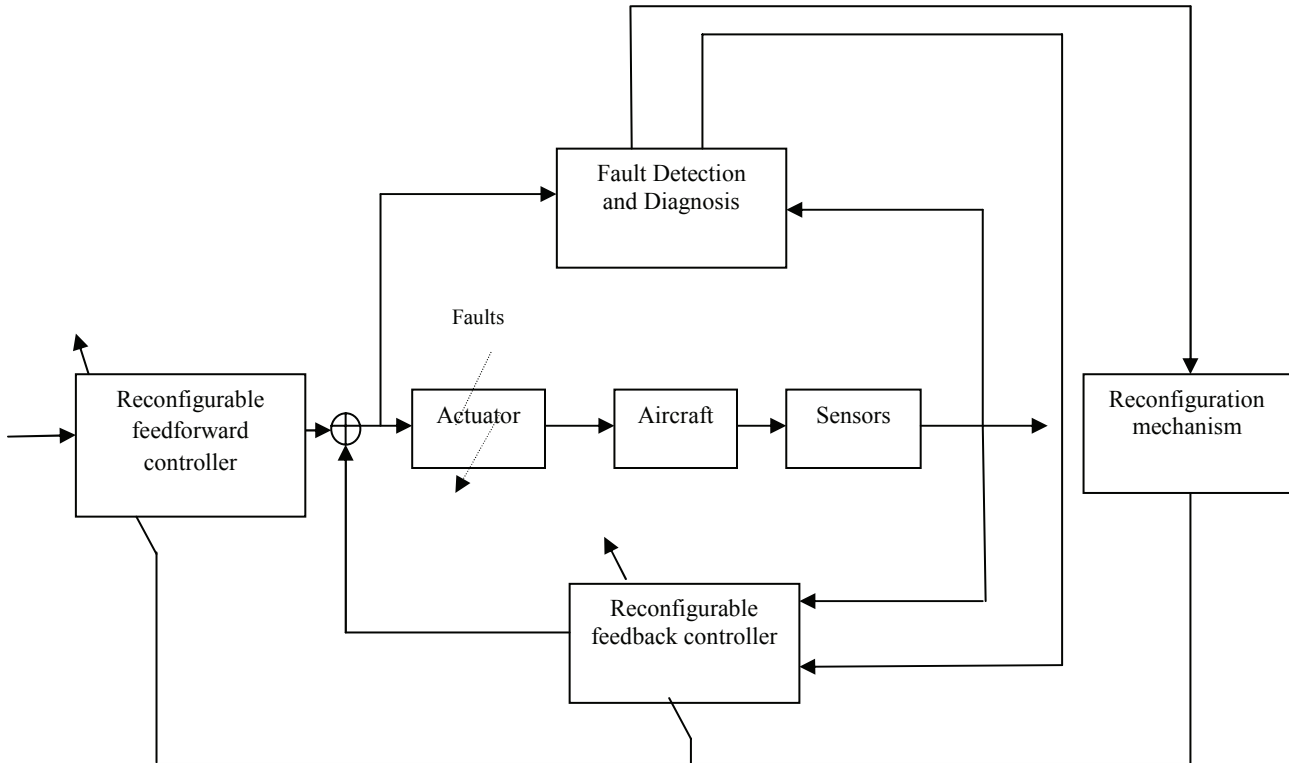 Fault Detection
and Diagnosis
Faults
Reconfigurable
feedforward
controller
Actuator
Aircraft
Sensors
Reconfiguration
mechanism
Reconfigurable
feedback controller